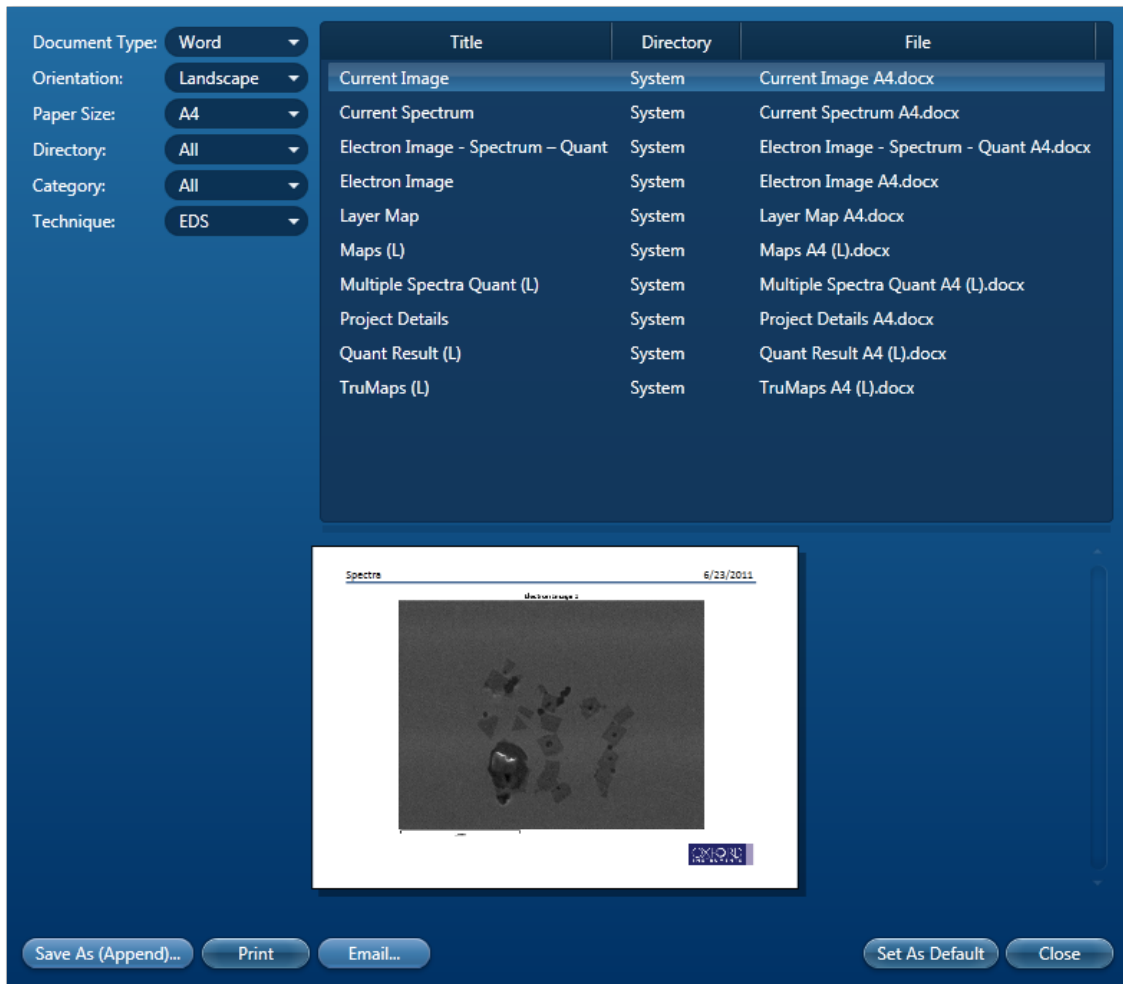 Document Type: Word
Orientation: Landscape
Paper Size: A4
Directory: All
Category: All
Technique: EDS
Title Directory File
Current Image System Current Image A4.docx
Current Spectrum System Current Spectrum A4.docx
Electron Image - Spectrum – Quant System Electron Image - Spectrum - Quant A4.docx
Electron Image System Electron Image A4.docx
Layer Map System Layer Map A4.docx
Maps (L) System Maps A4 (L).docx
Multiple Spectra Quant (L) System Multiple Spectra Quant A4 (L).docx
Project Details System Project Details A4.docx
Quant Result (L) System Quant Result A4 (L).docx
TruMaps (L) System TruMaps A4 (L).docx
Spectra 6/23/2011
Electron Image 1
OXFORD
Save As (Append)... Print Email... Set As Default Close